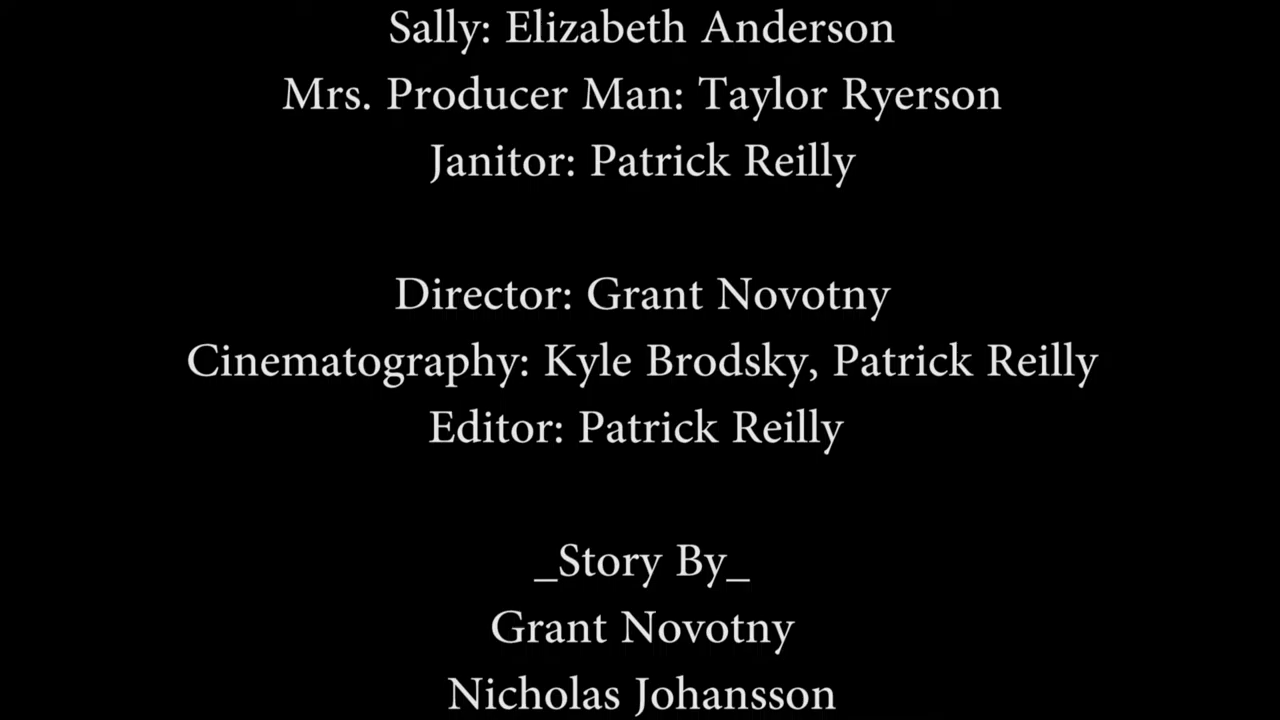 Sally: Elizabeth Anderson
Mrs. Producer Man: Taylor Ryerson
Janitor: Patrick Reilly
Director: Grant Novotny
Cinematography: Kyle Brodsky, Patrick Reilly
Editor: Patrick Reilly
_Story By_
Grant Novotny
Nicholas Johansson